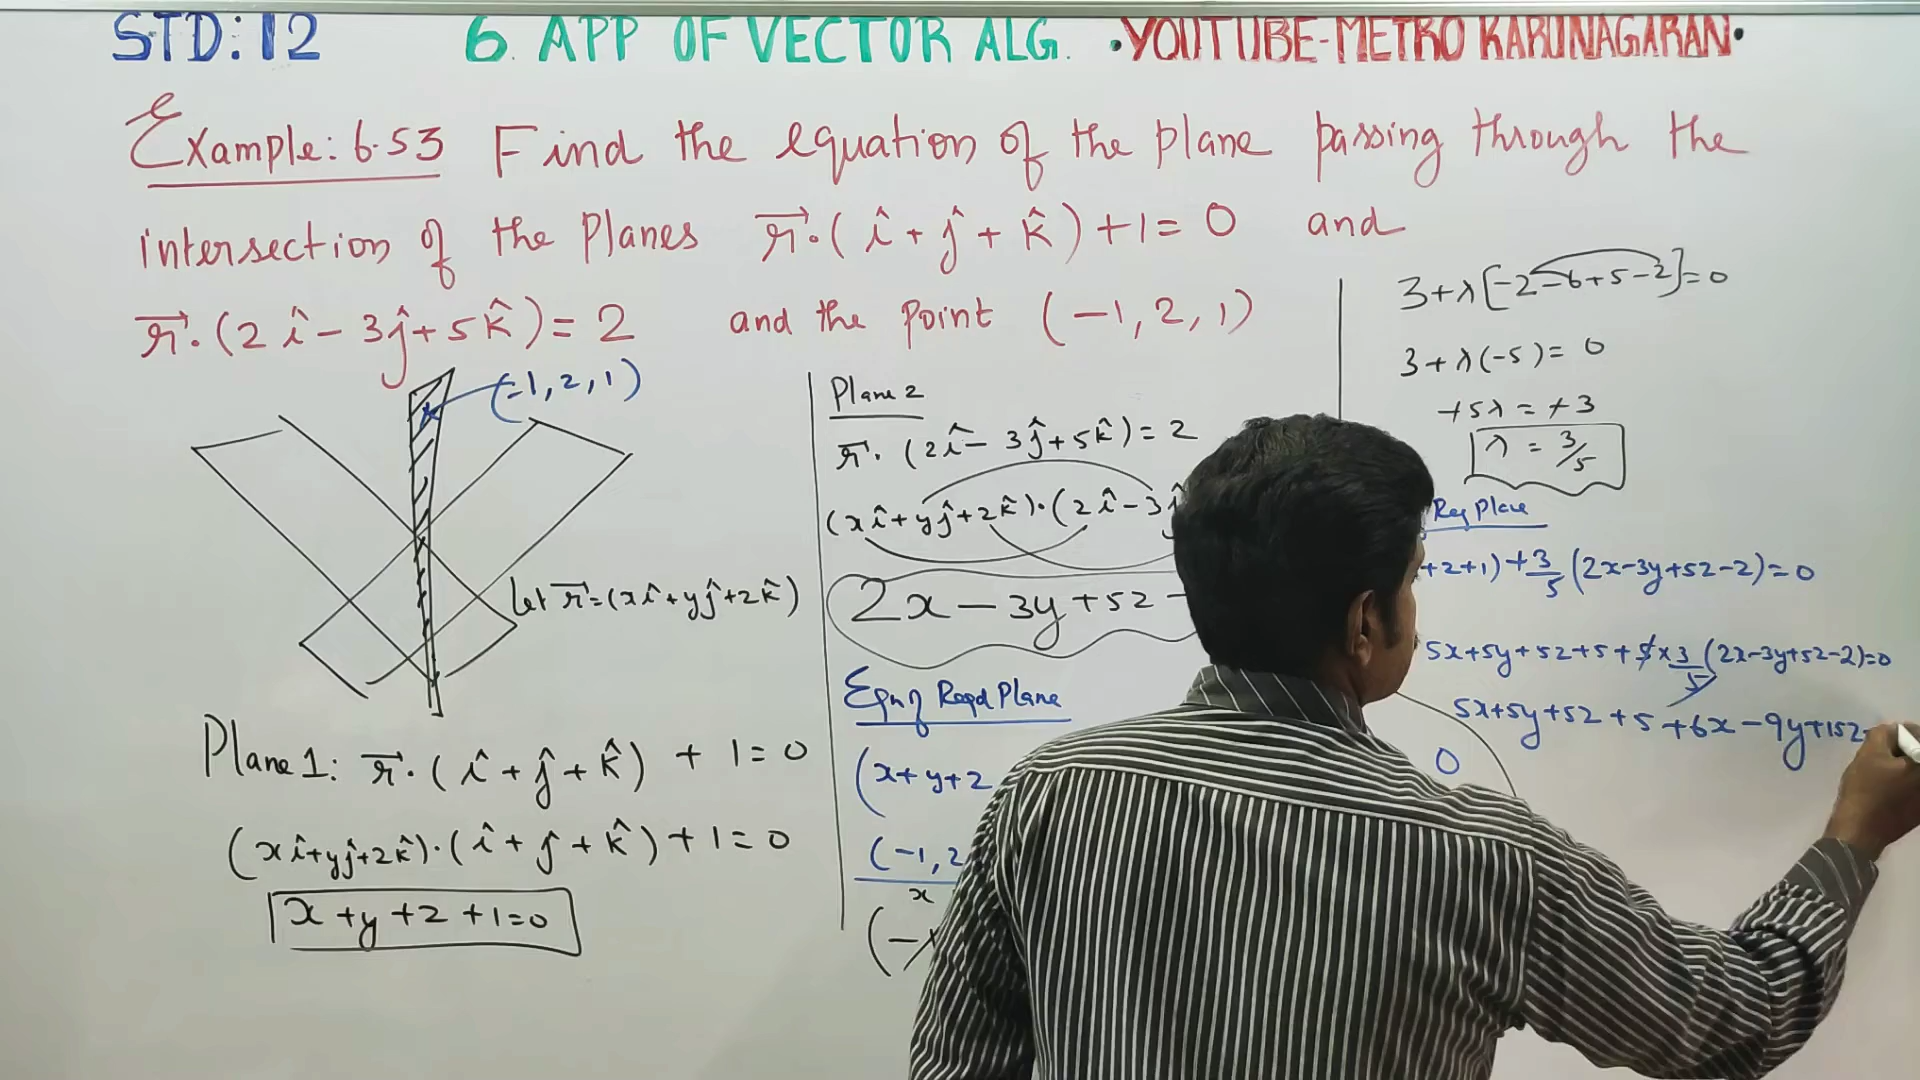 STD: 12 6. APP OF VECTOR ALG. •YOUTUBE-METRO KARUNAGARAN•
Example: 6.53 Find the equation of the plane passing through the
intersection of the planes r⃗·(î + ĵ + k̂) + 1 = 0 and
r⃗·(2î − 3ĵ + 5k̂) = 2 and the point (−1, 2, 1)
(−1, 2, 1)
let r⃗ = (xî + yĵ + zk̂)
Plane 1: r⃗·(î + ĵ + k̂) + 1 = 0
(xî + yĵ + zk̂)·(î + ĵ + k̂) + 1 = 0
x + y + z + 1 = 0
Plane 2
r⃗·(2î − 3ĵ + 5k̂) = 2
(xî + yĵ + zk̂)·(2î − 3ĵ
2x − 3y + 5z −
Eqn of Reqd Plane
(x + y + z
(−1, 2
x
(−1
3 + λ[−2 − 6 + 5 − 2] = 0
3 + λ(−5) = 0
+5λ = +3
λ = 3/5
Req Plane
+ z + 1) + 3/5 (2x − 3y + 5z − 2) = 0
5x + 5y + 5z + 5 + 5 × 3/5 (2x − 3y + 5z − 2) = 0
5x + 5y + 5z + 5 + 6x − 9y + 15z −
0